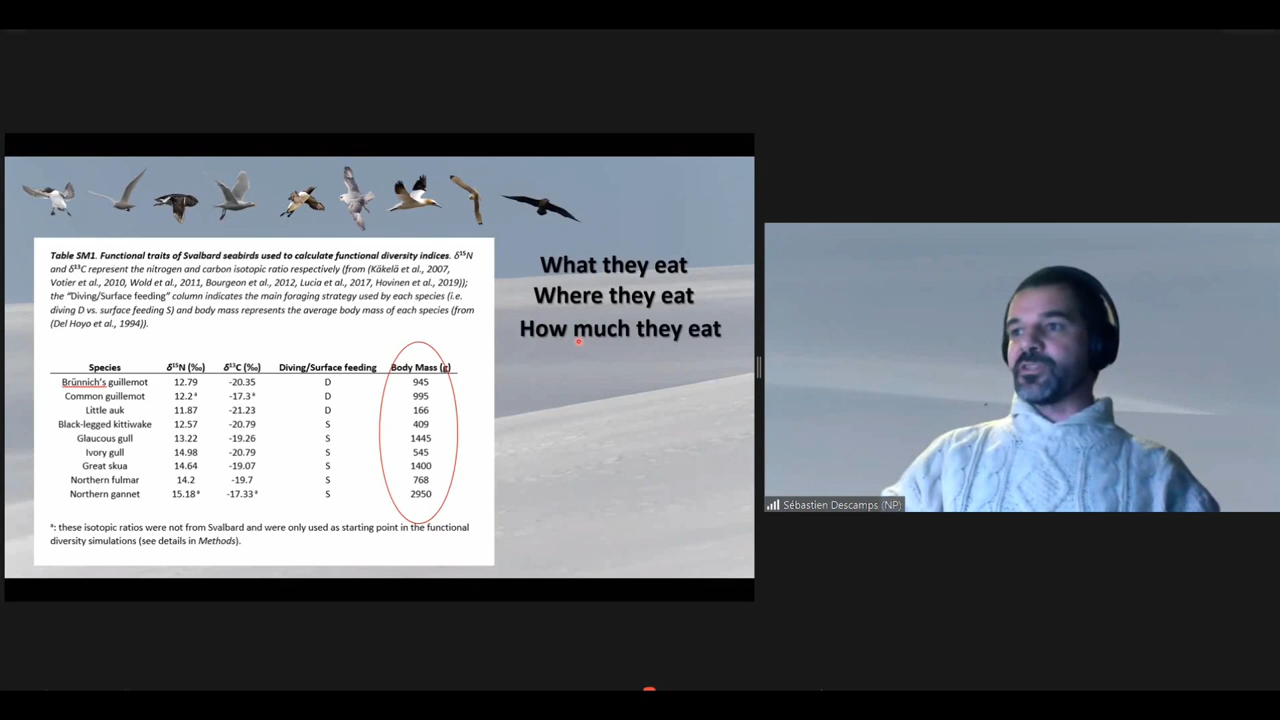 Table SM1. Functional traits of Svalbard seabirds used to calculate functional diversity indices. δ¹⁵N
and δ¹³C represent the nitrogen and carbon isotopic ratio respectively (from (Käkelä et al., 2007,
Votier et al., 2010, Wold et al., 2011, Bourgeon et al., 2012, Lucia et al., 2017, Hovinen et al., 2019));
the "Diving/Surface feeding" column indicates the main foraging strategy used by each species (i.e.
diving D vs. surface feeding S) and body mass represents the average body mass of each species (from
(Del Hoyo et al., 1994)).
Species δ¹⁵N (‰) δ¹³C (‰) Diving/Surface feeding Body Mass (g)
Brünnich's guillemot 12.79 -20.35 D 945
Common guillemot 12.2 ᵃ -17.3 ᵃ D 995
Little auk 11.87 -21.23 D 166
Black-legged kittiwake 12.57 -20.79 S 409
Glaucous gull 13.22 -19.26 S 1445
Ivory gull 14.98 -20.79 S 545
Great skua 14.64 -19.07 S 1400
Northern fulmar 14.2 -19.7 S 768
Northern gannet 15.18 ᵃ -17.33 ᵃ S 2950
ᵃ: these isotopic ratios were not from Svalbard and were only used as starting point in the functional
diversity simulations (see details in Methods).
What they eat
Where they eat
How much they eat
Sébastien Descamps (NP)